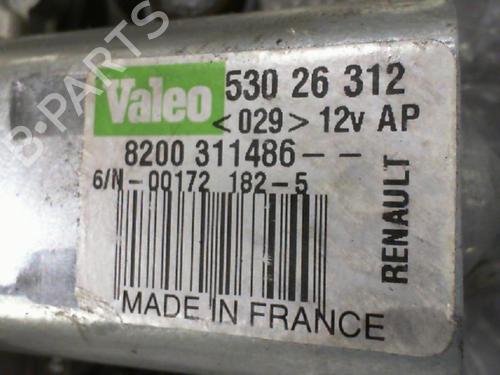 B-PARTS
Valeo 530 26 312
<029> 12v AP
8200 311486--
6/N-00172 182-5
RENAULT
MADE IN FRANCE